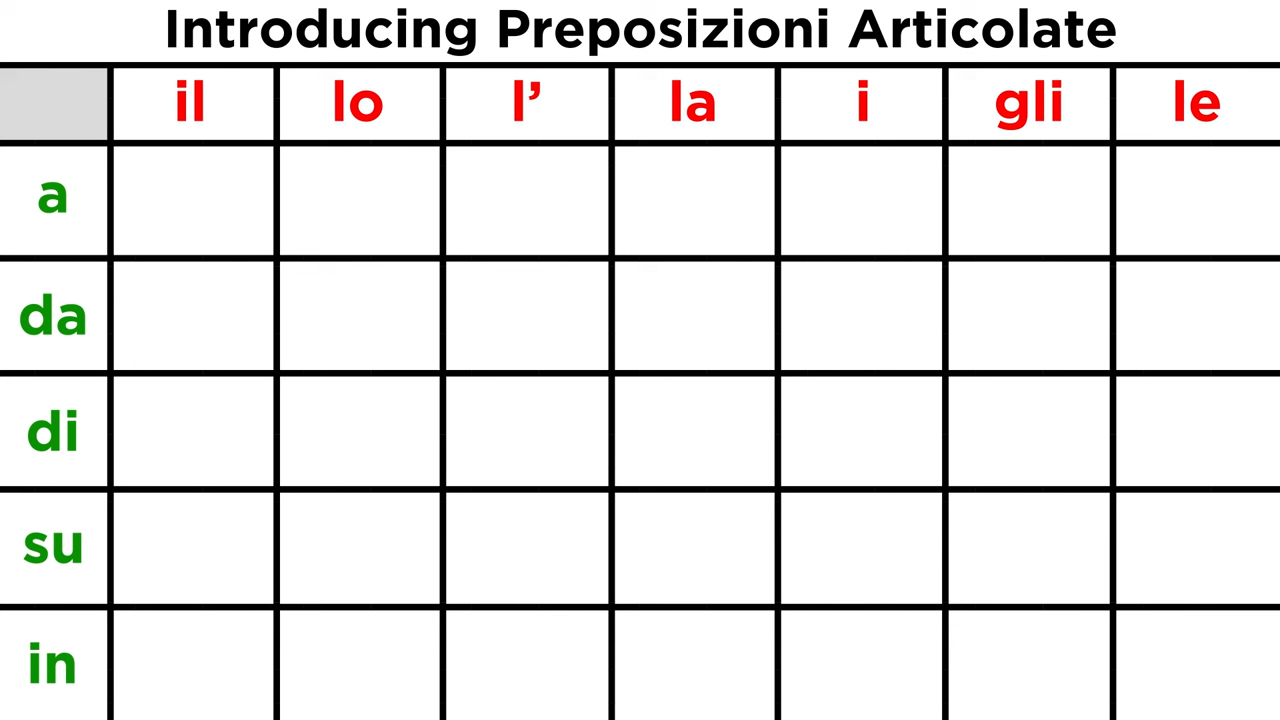 Introducing Preposizioni Articolate
il lo l’ la i gli le
a
da
di
su
in